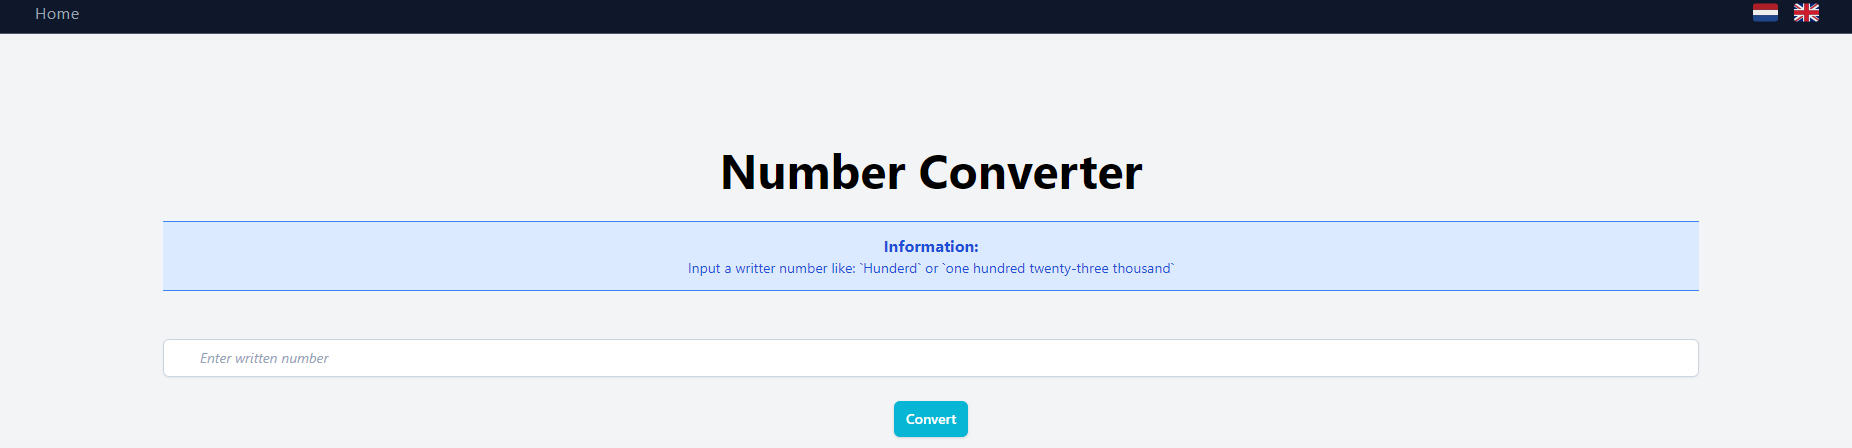 Home
Number Converter
Information:
Input a writter number like: `Hunderd` or `one hundred twenty-three thousand`
Enter written number
Convert